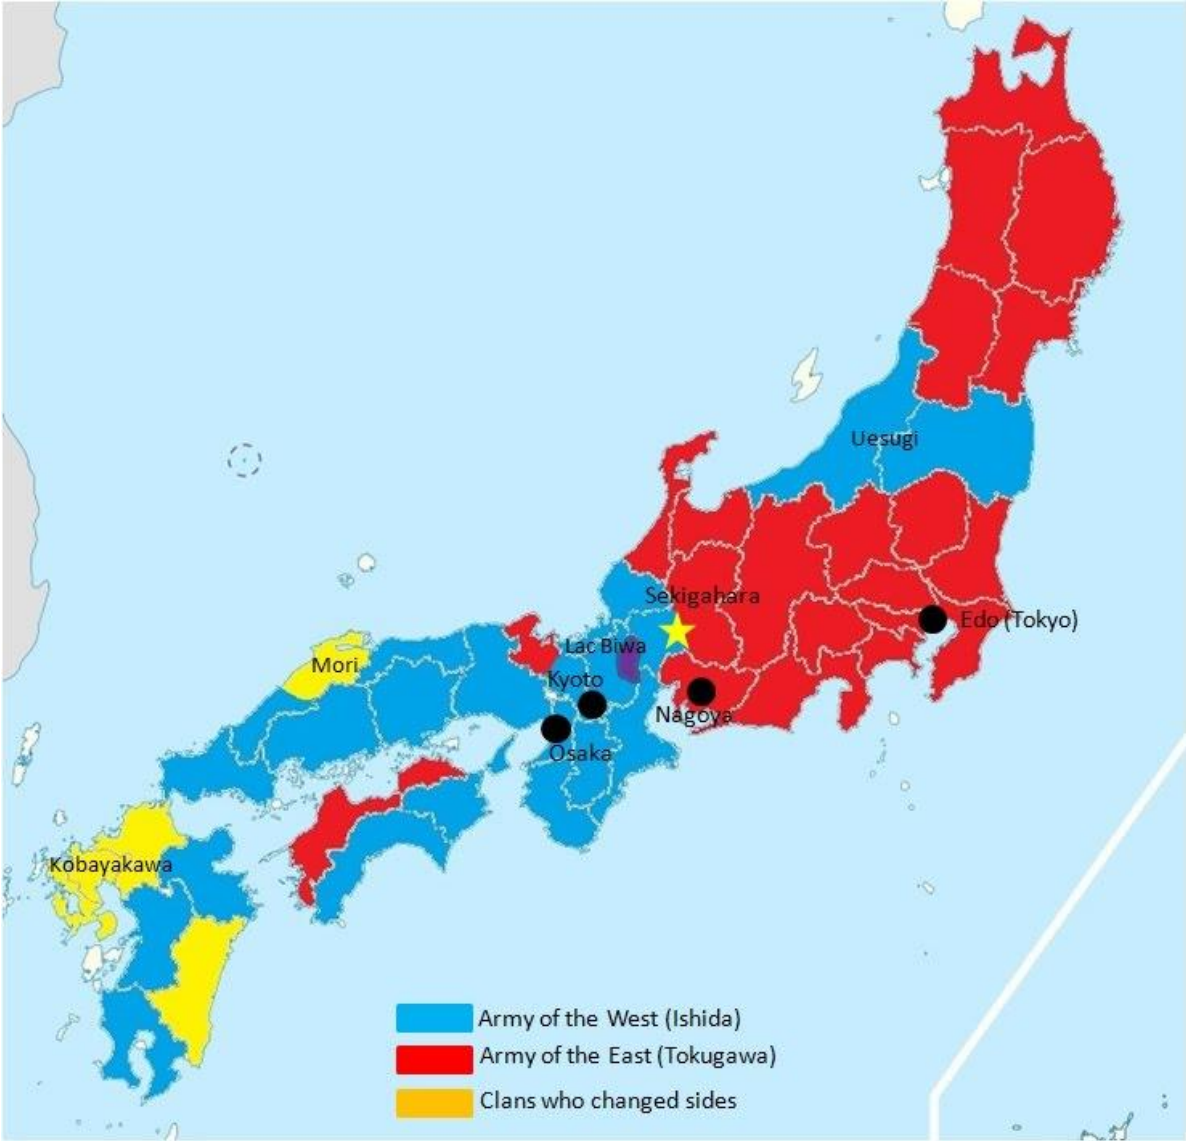 Uesugi
Sekigahara
Edo (Tokyo)
Lac Biwa
Mori
Kyoto
Nagoya
Osaka
Kobayakawa
Army of the West (Ishida)
Army of the East (Tokugawa)
Clans who changed sides